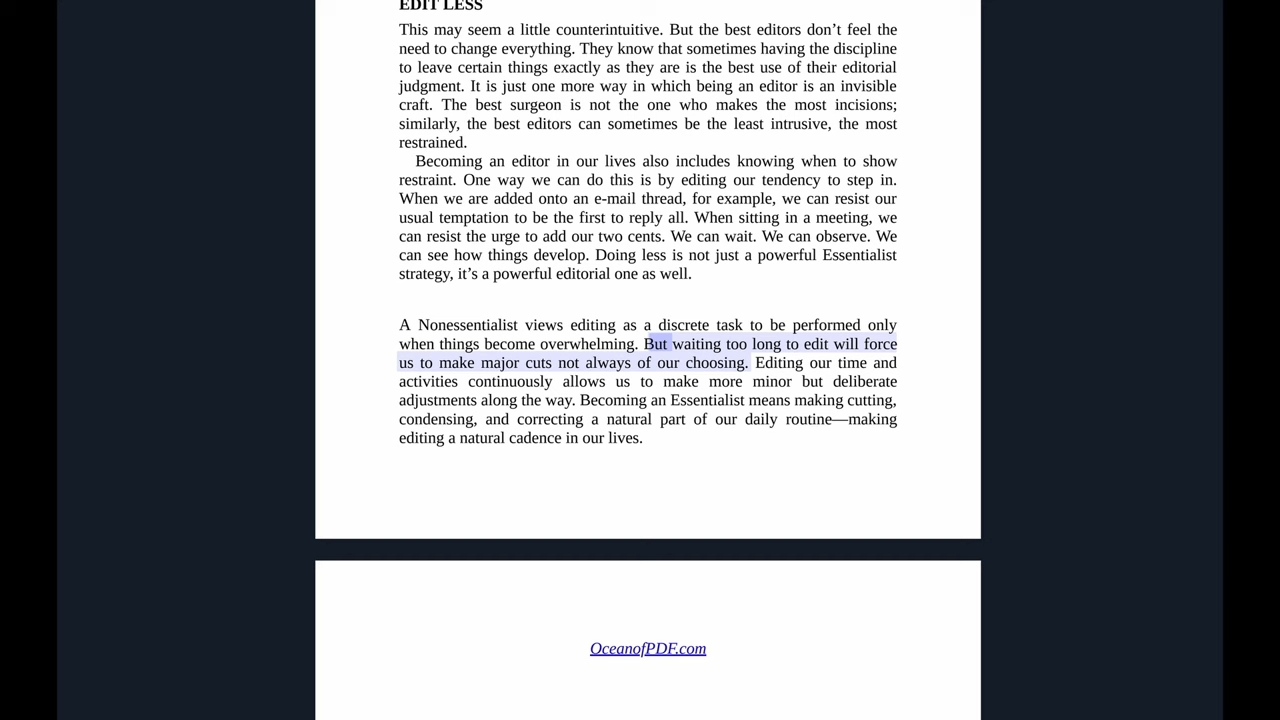 EDIT LESS
This may seem a little counterintuitive. But the best editors don’t feel the
need to change everything. They know that sometimes having the discipline
to leave certain things exactly as they are is the best use of their editorial
judgment. It is just one more way in which being an editor is an invisible
craft. The best surgeon is not the one who makes the most incisions;
similarly, the best editors can sometimes be the least intrusive, the most
restrained.
Becoming an editor in our lives also includes knowing when to show
restraint. One way we can do this is by editing our tendency to step in.
When we are added onto an e-mail thread, for example, we can resist our
usual temptation to be the first to reply all. When sitting in a meeting, we
can resist the urge to add our two cents. We can wait. We can observe. We
can see how things develop. Doing less is not just a powerful Essentialist
strategy, it’s a powerful editorial one as well.
A Nonessentialist views editing as a discrete task to be performed only
when things become overwhelming. But waiting too long to edit will force
us to make major cuts not always of our choosing. Editing our time and
activities continuously allows us to make more minor but deliberate
adjustments along the way. Becoming an Essentialist means making cutting,
condensing, and correcting a natural part of our daily routine—making
editing a natural cadence in our lives.
OceanofPDF.com